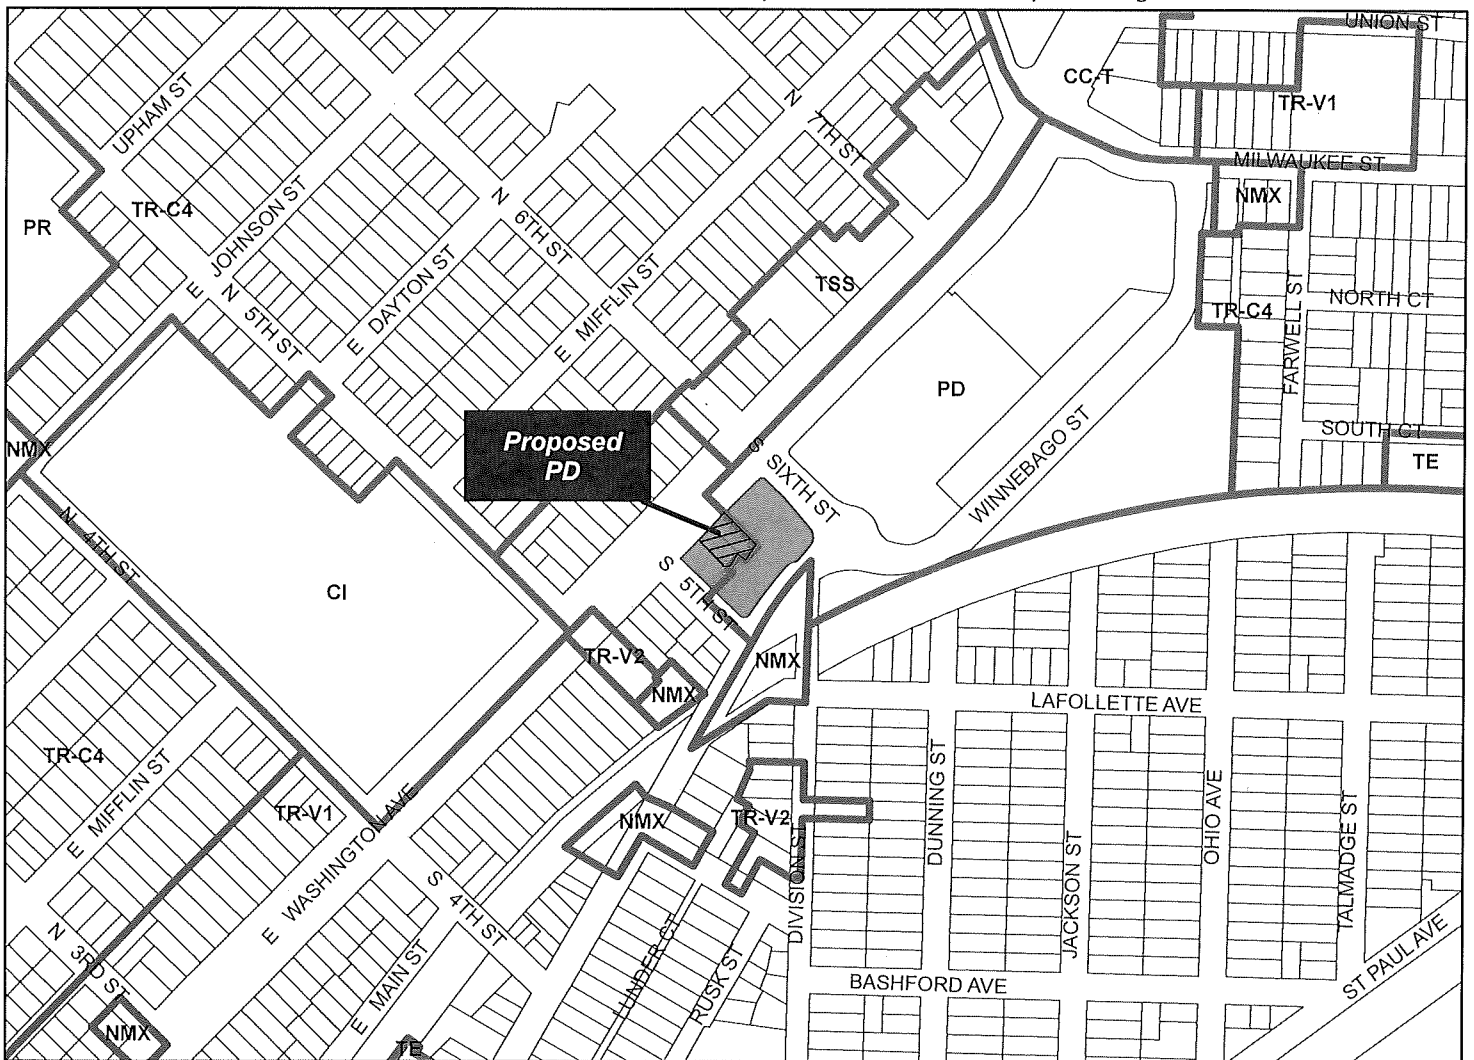 UNION ST
CC-T
TR-V1
UPHAM ST
N 7TH ST
MILWAUKEE ST
NMX
TR-C4
PR
E JOHNSON ST
N 6TH ST
E DAYTON ST
E MIFFLIN ST
TSS
N 5TH ST
NORTH CT
TR-C4
FARWELL ST
PD
WINNEBAGO ST
SOUTH CT
TE
Proposed
PD
S SIXTH ST
NMX
N 4TH ST
CI
S 5TH ST
TR-V2
NMX
NMX
LAFOLLETTE AVE
TR-C4
E MIFFLIN ST
TR-V1
E WASHINGTON AVE
NMX
TR-V2
DIVISION ST
DUNNING ST
JACKSON ST
OHIO AVE
TALMADGE ST
S 4TH ST
N 3RD ST
E MAIN ST
LUNDER CT
RUSK ST
BASHFORD AVE
ST PAUL AVE
NMX
TE